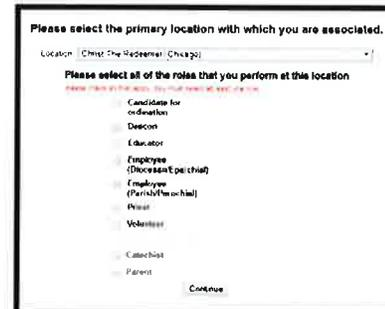 Please select the primary location with which you are associated.
Location: Christ The Redeemer (Chicago)
Please select all of the roles that you perform at this location
Candidate for
ordination
Deacon
Educator
Employee
(Diocesan/Eparchial)
Employee
(Parish/Parochial)
Priest
Volunteer
Catechist
Parent
Continue